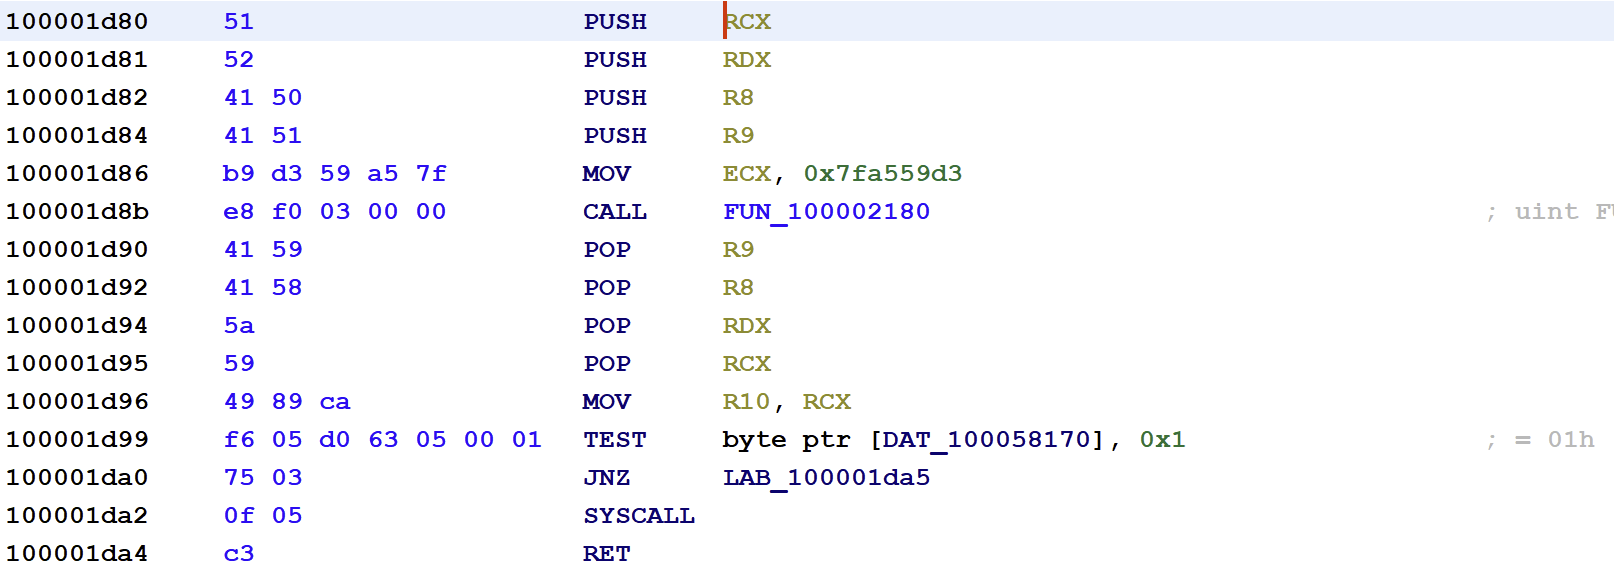 100001d80 51 PUSH RCX
100001d81 52 PUSH RDX
100001d82 41 50 PUSH R8
100001d84 41 51 PUSH R9
100001d86 b9 d3 59 a5 7f MOV ECX, 0x7fa559d3
100001d8b e8 f0 03 00 00 CALL FUN_100002180 ; uint FU
100001d90 41 59 POP R9
100001d92 41 58 POP R8
100001d94 5a POP RDX
100001d95 59 POP RCX
100001d96 49 89 ca MOV R10, RCX
100001d99 f6 05 d0 63 05 00 01 TEST byte ptr [DAT_100058170], 0x1 ; = 01h
100001da0 75 03 JNZ LAB_100001da5
100001da2 0f 05 SYSCALL
100001da4 c3 RET